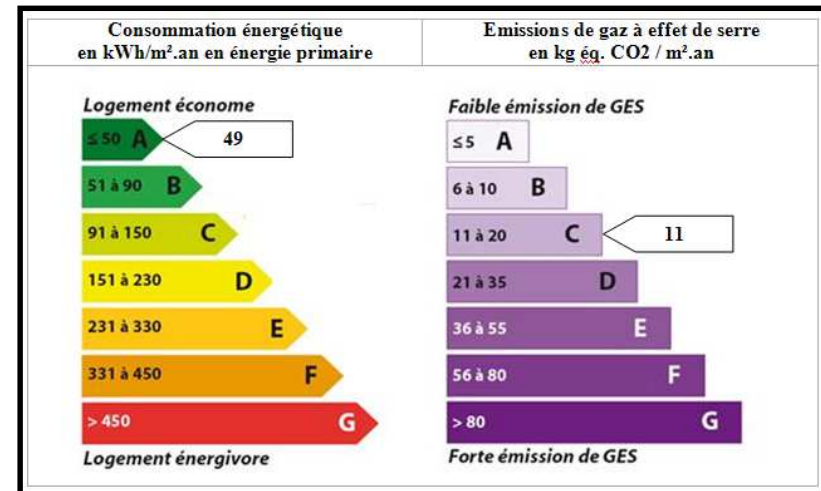 Consommation énergétique
en kWh/m².an en énergie primaire
Emissions de gaz à effet de serre
en kg éq. CO2 / m².an
Logement économe
≤ 50 A
49
51 à 90 B
91 à 150 C
151 à 230 D
231 à 330 E
331 à 450 F
> 450 G
Logement énergivore
Faible émission de GES
≤ 5 A
6 à 10 B
11 à 20 C
11
21 à 35 D
36 à 55 E
56 à 80 F
> 80 G
Forte émission de GES